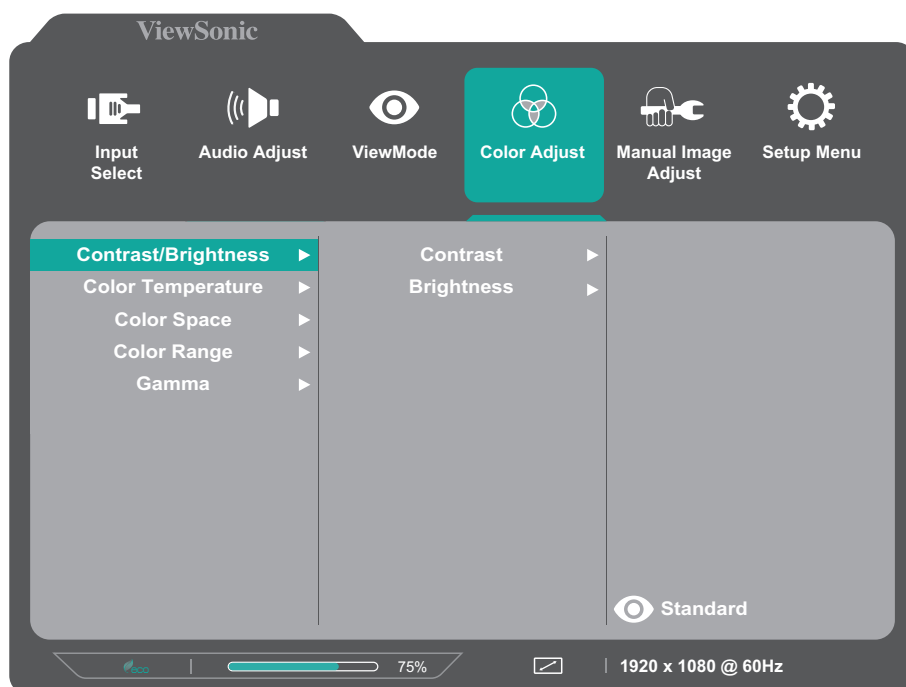 ViewSonic
Input
Select
Audio Adjust
ViewMode
Color Adjust
Manual Image
Adjust
Setup Menu
Contrast/Brightness
Color Temperature
Color Space
Color Range
Gamma
Contrast
Brightness
Standard
eco
75%
1920 x 1080 @ 60Hz